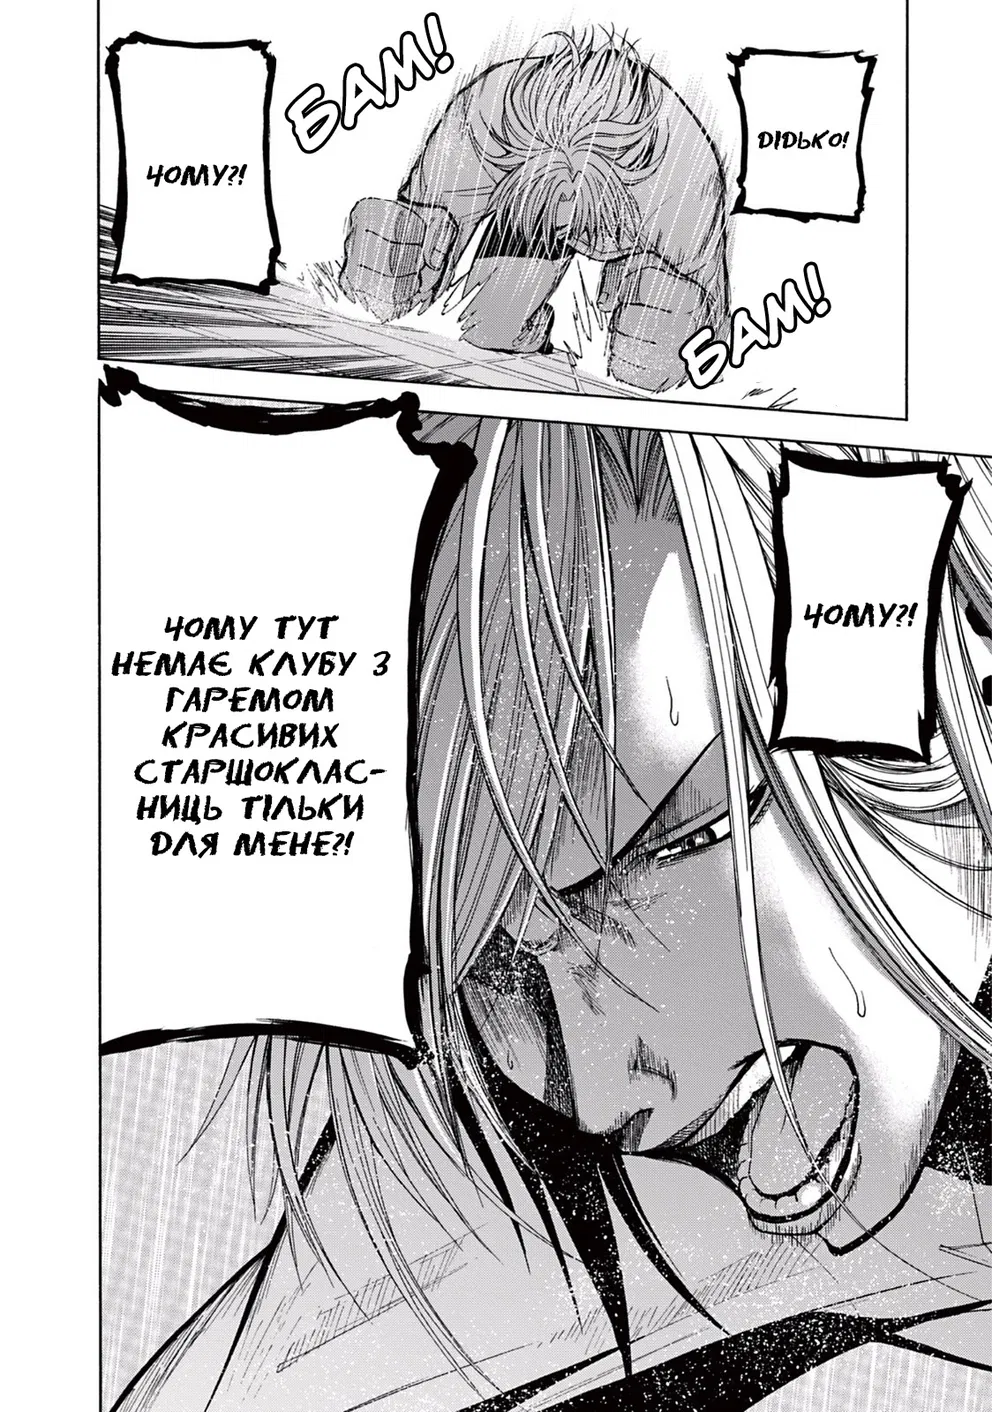 ДІДЬКО!
БАМ!
БАМ!
ЧОМУ?!
ЧОМУ?!
ЧОМУ ТУТ
НЕМАЄ КЛУБУ З
ГАРЕМОМ
КРАСИВИХ
СТАРШОКЛАС-
НИЦЬ ТІЛЬКИ
ДЛЯ МЕНЕ?!